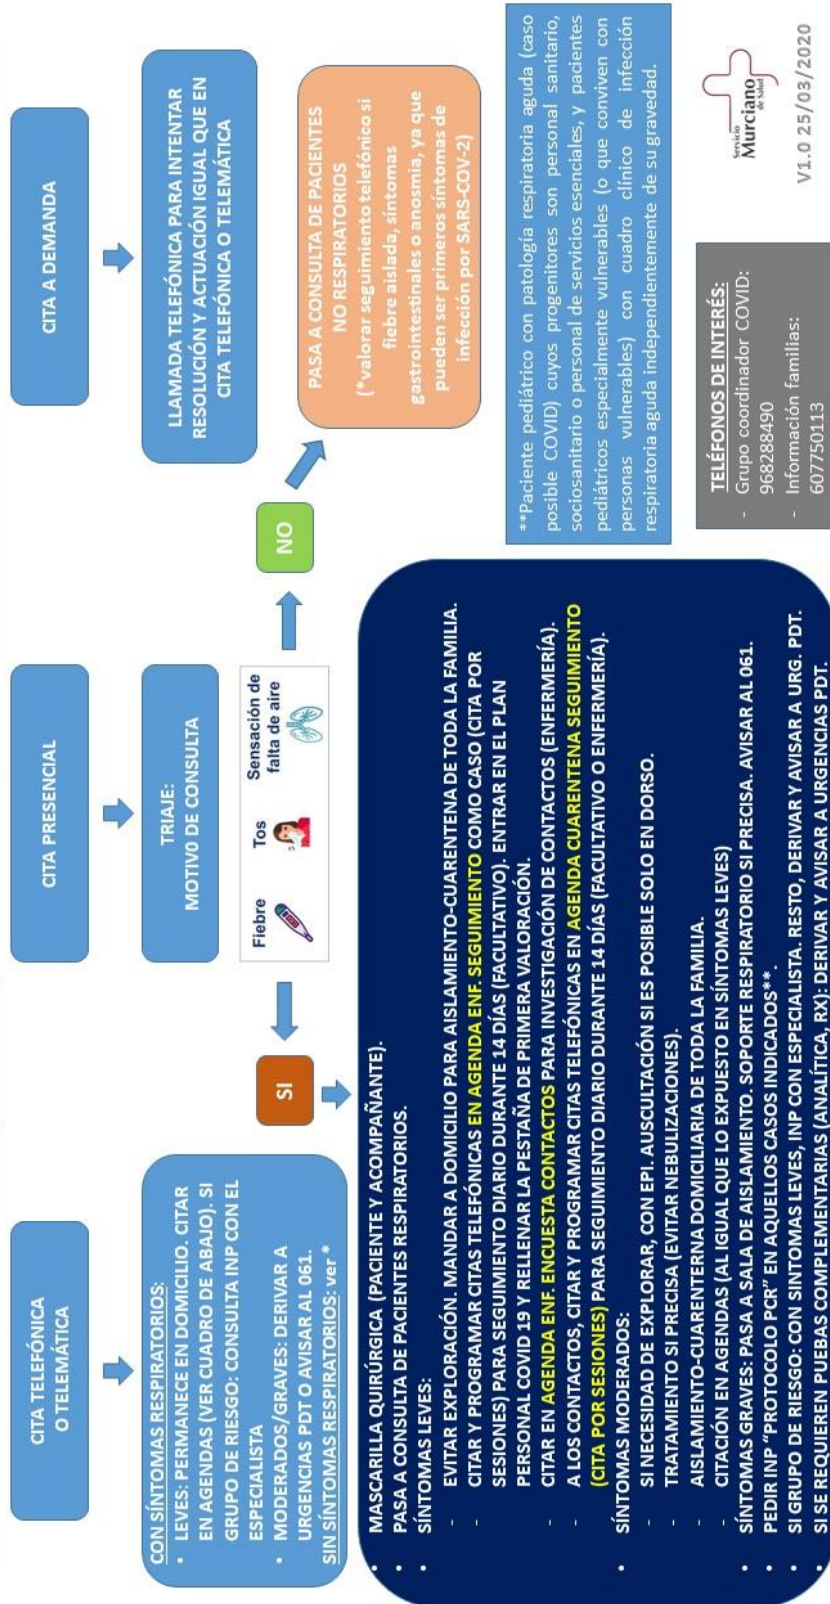 CITA TELEFÓNICA
O TELEMÁTICA
CON SÍNTOMAS RESPIRATORIOS:
• LEVES: PERMANECE EN DOMICILIO. CITAR
EN AGENDAS (VER CUADRO DE ABAJO). SI
GRUPO DE RIESGO: CONSULTA INP CON EL
ESPECIALISTA
• MODERADOS/GRAVES: DERIVAR A
URGENCIAS PDT O AVISAR AL 061.
SIN SÍNTOMAS RESPIRATORIOS: ver *
CITA PRESENCIAL
TRIAJE:
MOTIVO DE CONSULTA
Fiebre
Tos
Sensación de
falta de aire
SI
NO
CITA A DEMANDA
LLAMADA TELEFÓNICA PARA INTENTAR
RESOLUCIÓN Y ACTUACIÓN IGUAL QUE EN
CITA TELEFÓNICA O TELEMÁTICA
PASA A CONSULTA DE PACIENTES
NO RESPIRATORIOS
(*valorar seguimiento telefónico si
fiebre aislada, síntomas
gastrointestinales o anosmia, ya que
pueden ser primeros síntomas de
infección por SARS-COV-2)
• MASCARILLA QUIRÚRGICA (PACIENTE Y ACOMPAÑANTE).
• PASA A CONSULTA DE PACIENTES RESPIRATORIOS.
• SÍNTOMAS LEVES:
- EVITAR EXPLORACIÓN. MANDAR A DOMICILIO PARA AISLAMIENTO-CUARENTENA DE TODA LA FAMILIA.
- CITAR Y PROGRAMAR CITAS TELEFÓNICAS EN AGENDA ENF. SEGUIMIENTO COMO CASO (CITA POR
SESIONES) PARA SEGUIMIENTO DIARIO DURANTE 14 DÍAS (FACULTATIVO). ENTRAR EN EL PLAN
PERSONAL COVID 19 Y RELLENAR LA PESTAÑA DE PRIMERA VALORACIÓN.
- CITAR EN AGENDA ENF. ENCUESTA CONTACTOS PARA INVESTIGACIÓN DE CONTACTOS (ENFERMERÍA).
- A LOS CONTACTOS, CITAR Y PROGRAMAR CITAS TELEFÓNICAS EN AGENDA CUARENTENA SEGUIMIENTO
(CITA POR SESIONES) PARA SEGUIMIENTO DIARIO DURANTE 14 DÍAS (FACULTATIVO O ENFERMERÍA).
• SÍNTOMAS MODERADOS:
- SI NECESIDAD DE EXPLORAR, CON EPI. AUSCULTACIÓN SI ES POSIBLE SOLO EN DORSO.
- TRATAMIENTO SI PRECISA (EVITAR NEBULIZACIONES).
- AISLAMIENTO-CUARENTERNA DOMICILIARIA DE TODA LA FAMILIA.
- CITACIÓN EN AGENDAS (AL IGUAL QUE LO EXPUESTO EN SÍNTOMAS LEVES)
• SÍNTOMAS GRAVES: PASA A SALA DE AISLAMIENTO. SOPORTE RESPIRATORIO SI PRECISA. AVISAR AL 061.
• PEDIR INP "PROTOCOLO PCR" EN AQUELLOS CASOS INDICADOS**.
• SI GRUPO DE RIESGO: CON SINTOMAS LEVES, INP CON ESPECIALISTA. RESTO, DERIVAR Y AVISAR A URG. PDT.
• SI SE REQUIEREN PUEBAS COMPLEMENTARIAS (ANALÍTICA, RX): DERIVAR Y AVISAR A URGENCIAS PDT.
**Paciente pediátrico con patología respiratoria aguda (caso
posible COVID) cuyos progenitores son personal sanitario,
sociosanitario o personal de servicios esenciales, y pacientes
pediátricos especialmente vulnerables (o que conviven con
personas vulnerables) con cuadro clínico de infección
respiratoria aguda independientemente de su gravedad.
TELÉFONOS DE INTERÉS:
- Grupo coordinador COVID:
968288490
- Información familias:
607750113
Servicio
Murciano
de Salud
V1.0 25/03/2020